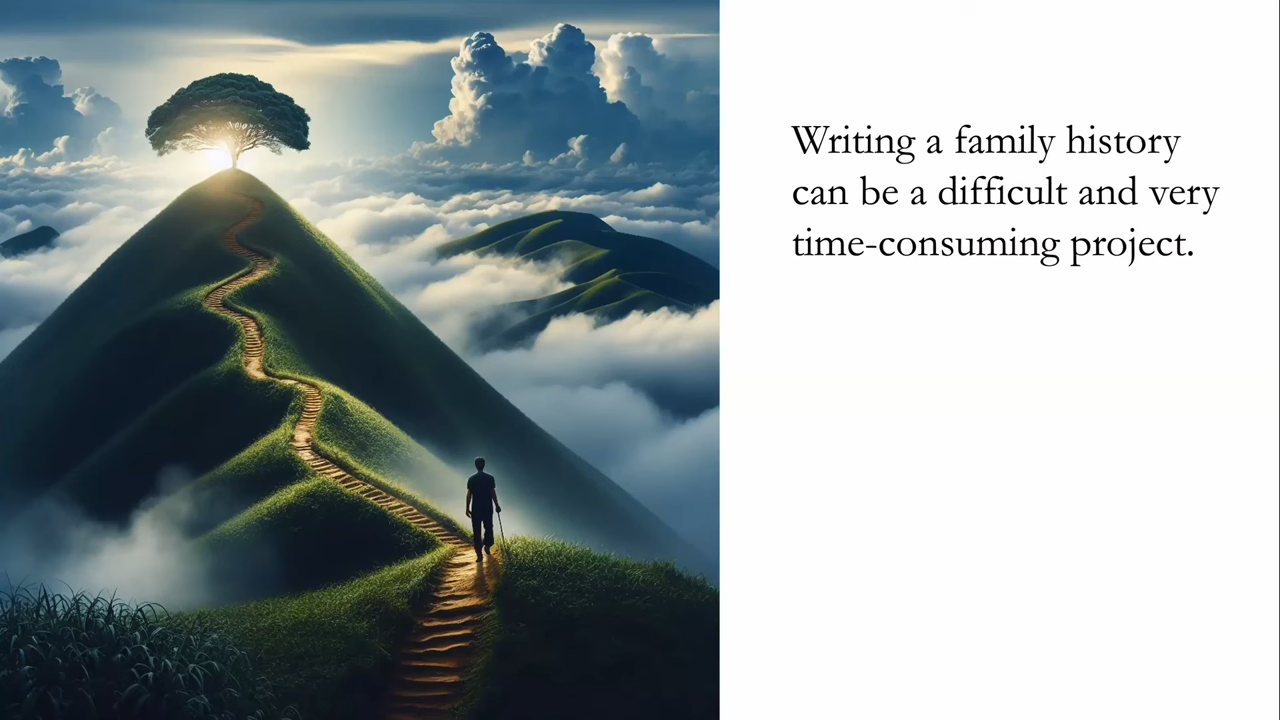 Writing a family history
can be a difficult and very
time-consuming project.